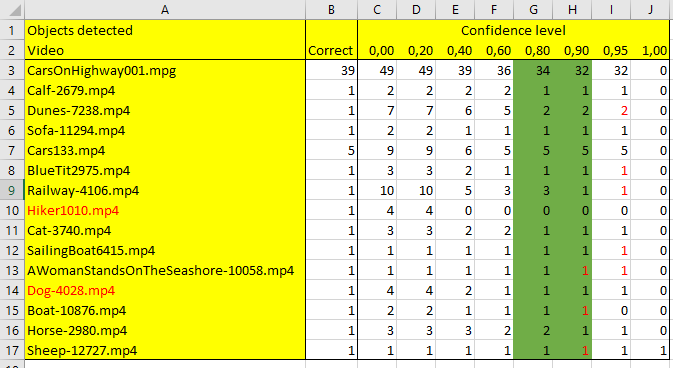 A B C D E F G H I J
1 Objects detected Confidence level
2 Video Correct 0,00 0,20 0,40 0,60 0,80 0,90 0,95 1,00
3 CarsOnHighway001.mpg 39 49 49 39 36 34 32 32 0
4 Calf-2679.mp4 1 2 2 2 2 1 1 1 0
5 Dunes-7238.mp4 1 7 7 6 5 2 2 2 0
6 Sofa-11294.mp4 1 2 2 1 1 1 1 1 0
7 Cars133.mp4 5 9 9 6 5 5 5 5 0
8 BlueTit2975.mp4 1 3 3 2 1 1 1 1 0
9 Railway-4106.mp4 1 10 10 5 3 3 1 1 0
10 Hiker1010.mp4 1 4 4 0 0 0 0 0 0
11 Cat-3740.mp4 1 3 3 2 2 1 1 1 0
12 SailingBoat6415.mp4 1 1 1 1 1 1 1 1 0
13 AWomanStandsOnTheSeashore-10058.mp4 1 1 1 1 1 1 1 1 0
14 Dog-4028.mp4 1 4 4 2 1 1 1 1 0
15 Boat-10876.mp4 1 2 2 1 1 1 1 0 0
16 Horse-2980.mp4 1 3 3 3 2 2 1 1 0
17 Sheep-12727.mp4 1 1 1 1 1 1 1 1 1